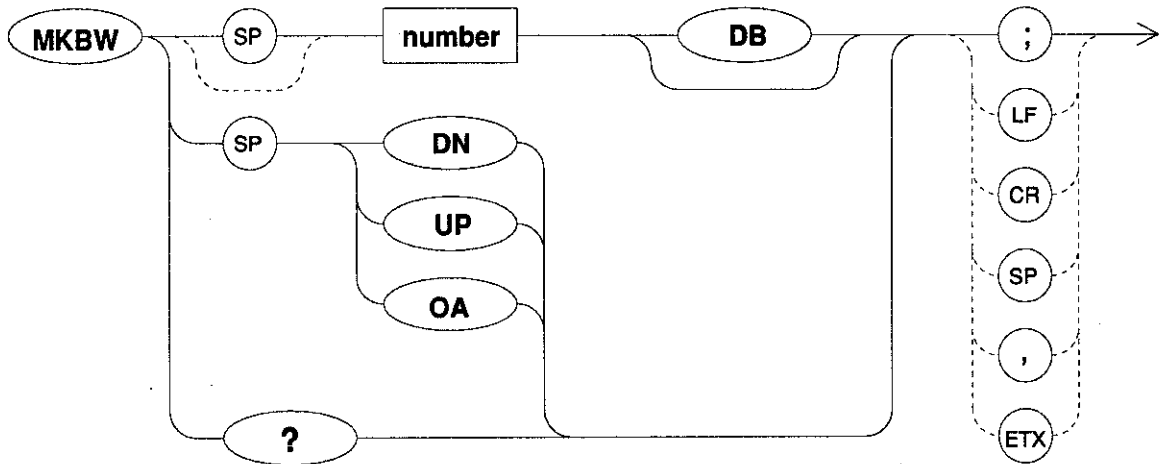 MKBW SP number DB ;
LF
SP DN CR
UP
SP
OA
,
? ETX